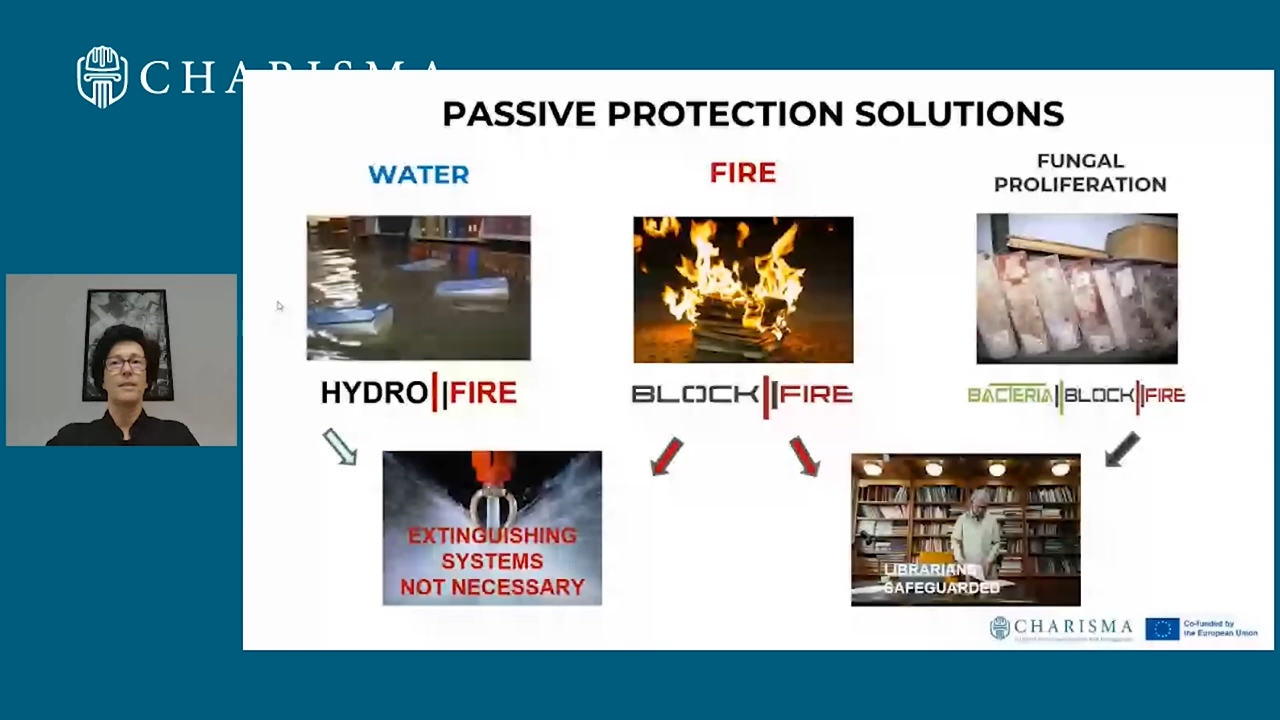 CHARISMA
PASSIVE PROTECTION SOLUTIONS
WATER
FIRE
FUNGAL
PROLIFERATION
HYDRO||FIRE
BLOCK||FIRE
BACTERIA||BLOCK||FIRE
EXTINGUISHING
SYSTEMS
NOT NECESSARY
LIBRARIANS
SAFEGUARDED
CHARISMA
Co-funded by
the European Union